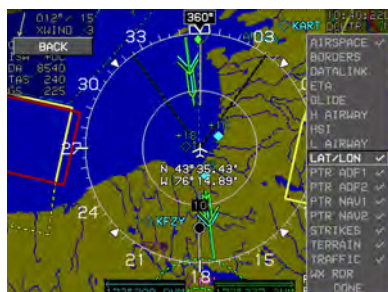 012°/ 15
XWIND 3
360°
KART
BACK
DA 8540
TAS 240
GS 225
33
03
30
27
24
21
18
15
+18
N 43°35.43'
W 76°14.89'
10
KFZY
AIRSPACE ✓
BORDERS
DATALINK
ETA
GLIDE
H AIRWAY
HSI
L AIRWAY
LAT/LON ✓
PTR ADF1 ✓
PTR ADF2 ✓
PTR NAV1 ✓
PTR NAV2 ✓
STRIKES ✓
TERRAIN ✓
TRAFFIC ✓
WX RDR
DONE